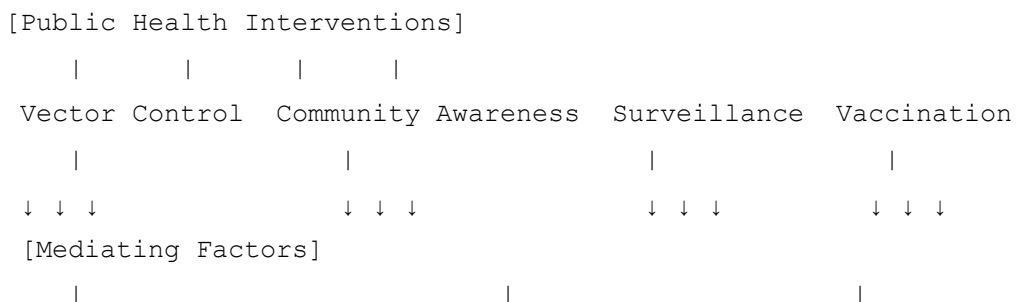 [Public Health Interventions]
| | | |
Vector Control Community Awareness Surveillance Vaccination
| | | |
↓ ↓ ↓ ↓ ↓ ↓ ↓ ↓ ↓ ↓ ↓ ↓
[Mediating Factors]
| | |